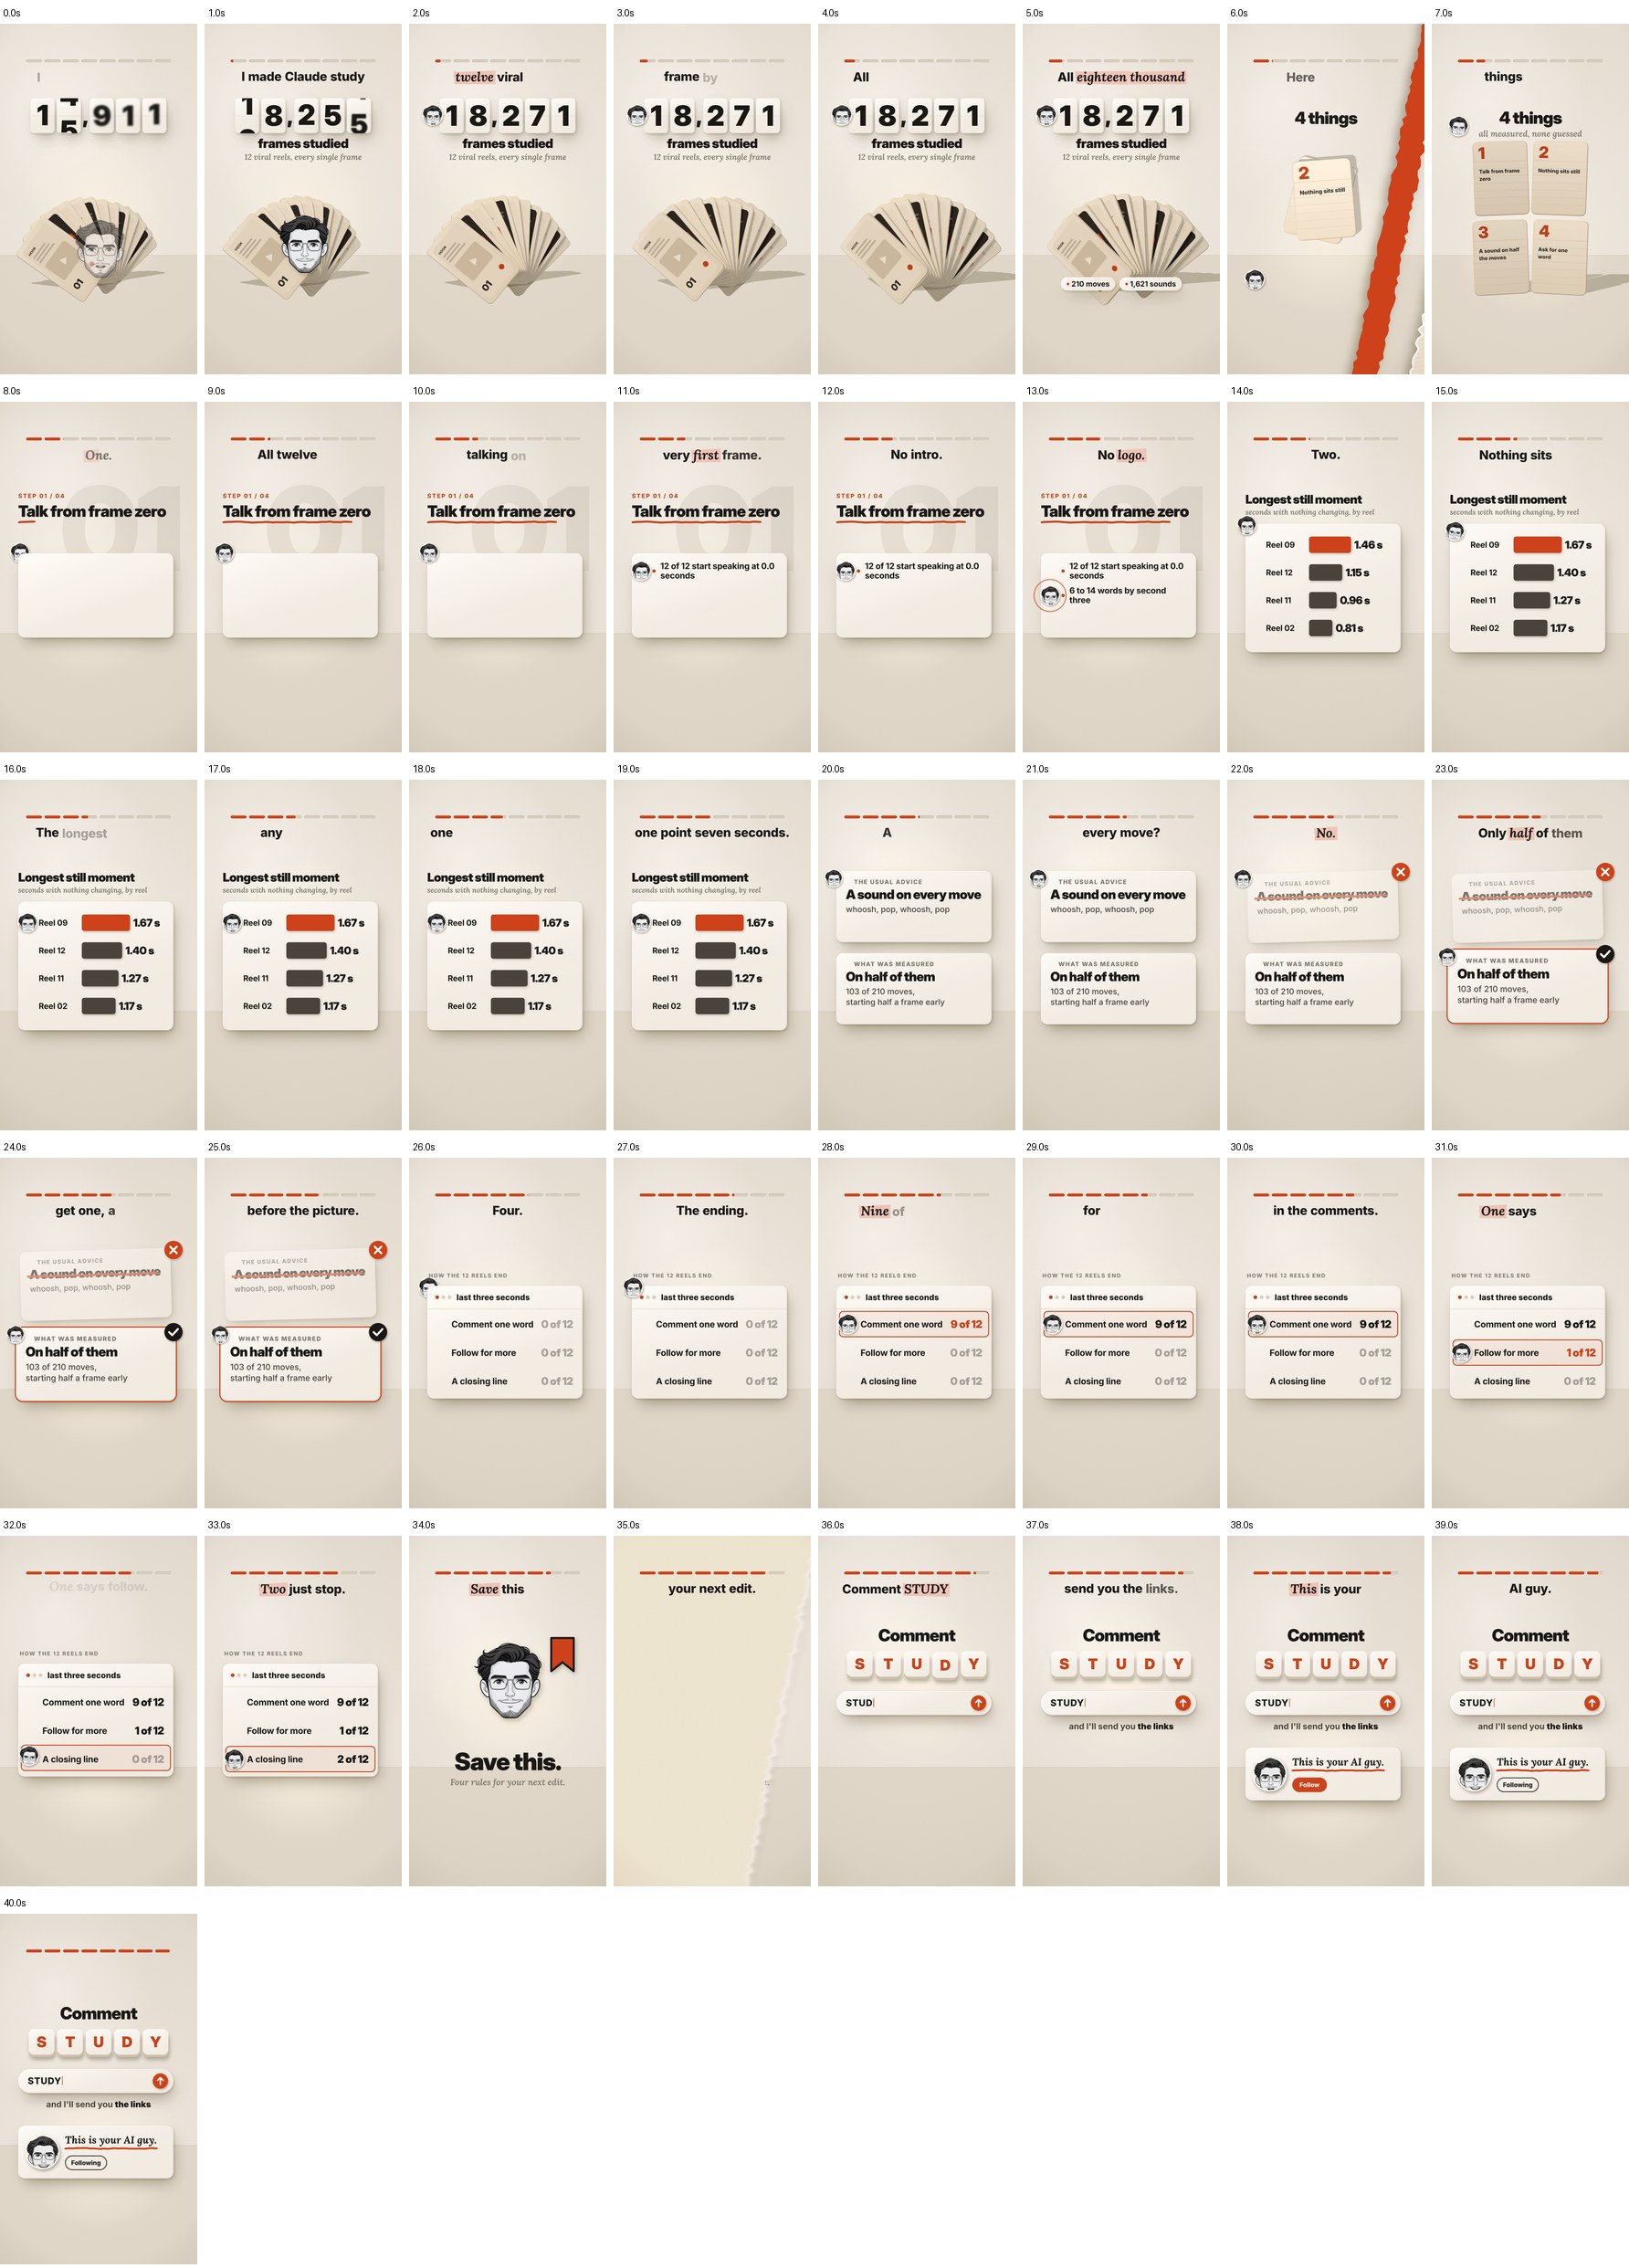 0.0s
1.0s
2.0s
3.0s
4.0s
5.0s
6.0s
7.0s
I
15,911
HOOK
01
I made Claude study
18,255
frames studied
12 viral reels, every single frame
HOOK
01
twelve viral
18,271
frames studied
12 viral reels, every single frame
HOOK
01
frame by
18,271
frames studied
12 viral reels, every single frame
HOOK
01
All
18,271
frames studied
12 viral reels, every single frame
HOOK
01
All eighteen thousand
18,271
frames studied
12 viral reels, every single frame
HOOK
210 moves
1,621 sounds
Here
4 things
2
Nothing sits still
things
4 things
all measured, none guessed
1
Talk from frame zero
2
Nothing sits still
3
A sound on half the moves
4
Ask for one word
8.0s
9.0s
10.0s
11.0s
12.0s
13.0s
14.0s
15.0s
One.
01
STEP 01 / 04
Talk from frame zero
All twelve
01
STEP 01 / 04
Talk from frame zero
talking on
01
STEP 01 / 04
Talk from frame zero
very first frame.
01
STEP 01 / 04
Talk from frame zero
12 of 12 start speaking at 0.0
seconds
No intro.
01
STEP 01 / 04
Talk from frame zero
12 of 12 start speaking at 0.0
seconds
No logo.
01
STEP 01 / 04
Talk from frame zero
12 of 12 start speaking at 0.0
seconds
6 to 14 words by second
three
Two.
Longest still moment
seconds with nothing changing, by reel
Reel 09 1.46 s
Reel 12 1.15 s
Reel 11 0.96 s
Reel 02 0.81 s
Nothing sits
Longest still moment
seconds with nothing changing, by reel
Reel 09 1.67 s
Reel 12 1.40 s
Reel 11 1.27 s
Reel 02 1.17 s
16.0s
17.0s
18.0s
19.0s
20.0s
21.0s
22.0s
23.0s
The longest
Longest still moment
seconds with nothing changing, by reel
Reel 09 1.67 s
Reel 12 1.40 s
Reel 11 1.27 s
Reel 02 1.17 s
any
Longest still moment
seconds with nothing changing, by reel
Reel 09 1.67 s
Reel 12 1.40 s
Reel 11 1.27 s
Reel 02 1.17 s
one
Longest still moment
seconds with nothing changing, by reel
Reel 09 1.67 s
Reel 12 1.40 s
Reel 11 1.27 s
Reel 02 1.17 s
one point seven seconds.
Longest still moment
seconds with nothing changing, by reel
Reel 09 1.67 s
Reel 12 1.40 s
Reel 11 1.27 s
Reel 02 1.17 s
A
THE USUAL ADVICE
A sound on every move
whoosh, pop, whoosh, pop
WHAT WAS MEASURED
On half of them
103 of 210 moves,
starting half a frame early
every move?
THE USUAL ADVICE
A sound on every move
whoosh, pop, whoosh, pop
WHAT WAS MEASURED
On half of them
103 of 210 moves,
starting half a frame early
No.
THE USUAL ADVICE
A sound on every move
whoosh, pop, whoosh, pop
WHAT WAS MEASURED
On half of them
103 of 210 moves,
starting half a frame early
Only half of them
THE USUAL ADVICE
A sound on every move
whoosh, pop, whoosh, pop
WHAT WAS MEASURED
On half of them
103 of 210 moves,
starting half a frame early
24.0s
25.0s
26.0s
27.0s
28.0s
29.0s
30.0s
31.0s
get one, a
THE USUAL ADVICE
A sound on every move
whoosh, pop, whoosh, pop
WHAT WAS MEASURED
On half of them
103 of 210 moves,
starting half a frame early
before the picture.
THE USUAL ADVICE
A sound on every move
whoosh, pop, whoosh, pop
WHAT WAS MEASURED
On half of them
103 of 210 moves,
starting half a frame early
Four.
HOW THE 12 REELS END
last three seconds
Comment one word 0 of 12
Follow for more 0 of 12
A closing line 0 of 12
The ending.
HOW THE 12 REELS END
last three seconds
Comment one word 0 of 12
Follow for more 0 of 12
A closing line 0 of 12
Nine of
HOW THE 12 REELS END
last three seconds
Comment one word 9 of 12
Follow for more 0 of 12
A closing line 0 of 12
for
HOW THE 12 REELS END
last three seconds
Comment one word 9 of 12
Follow for more 0 of 12
A closing line 0 of 12
in the comments.
HOW THE 12 REELS END
last three seconds
Comment one word 9 of 12
Follow for more 0 of 12
A closing line 0 of 12
One says
HOW THE 12 REELS END
last three seconds
Comment one word 9 of 12
Follow for more 1 of 12
A closing line 0 of 12
32.0s
33.0s
34.0s
35.0s
36.0s
37.0s
38.0s
39.0s
One says follow.
HOW THE 12 REELS END
last three seconds
Comment one word 9 of 12
Follow for more 1 of 12
A closing line 0 of 12
Two just stop.
HOW THE 12 REELS END
last three seconds
Comment one word 9 of 12
Follow for more 1 of 12
A closing line 2 of 12
Save this
Save this.
Four rules for your next edit.
your next edit.
Comment STUDY
Comment
STUDY
STUD
send you the links.
Comment
STUDY
STUDY
and I'll send you the links
This is your
Comment
STUDY
STUDY
and I'll send you the links
This is your AI guy.
Follow
AI guy.
Comment
STUDY
STUDY
and I'll send you the links
This is your AI guy.
Following
40.0s
Comment
STUDY
STUDY
and I'll send you the links
This is your AI guy.
Following